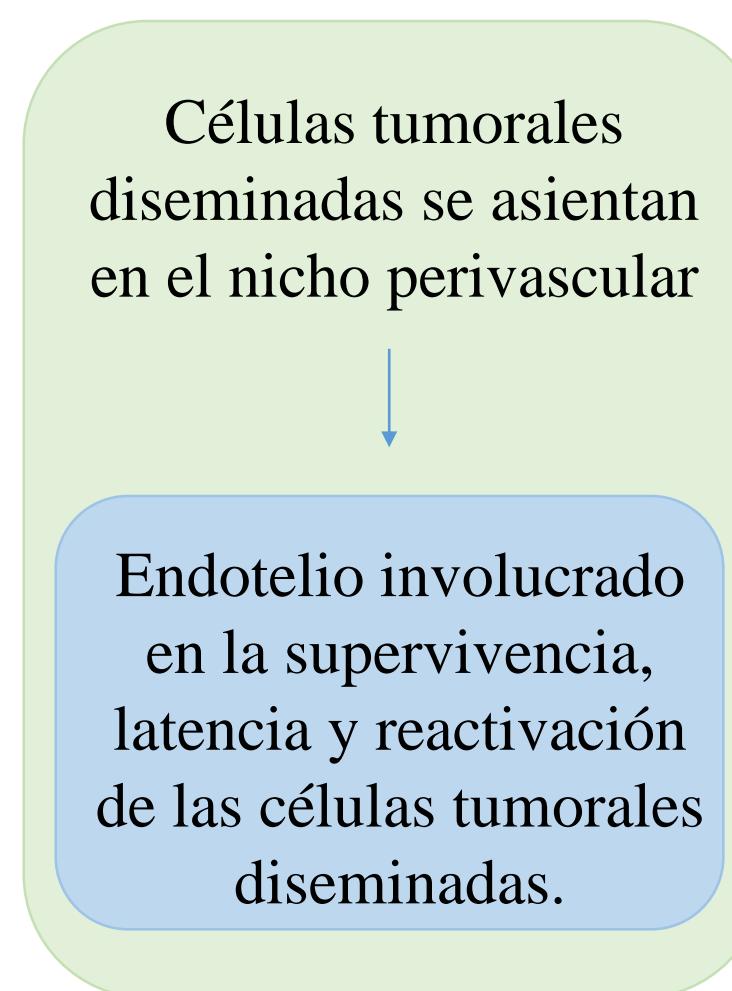 Células tumorales
diseminadas se asientan
en el nicho perivascular
Endotelio involucrado
en la supervivencia,
latencia y reactivación
de las células tumorales
diseminadas.